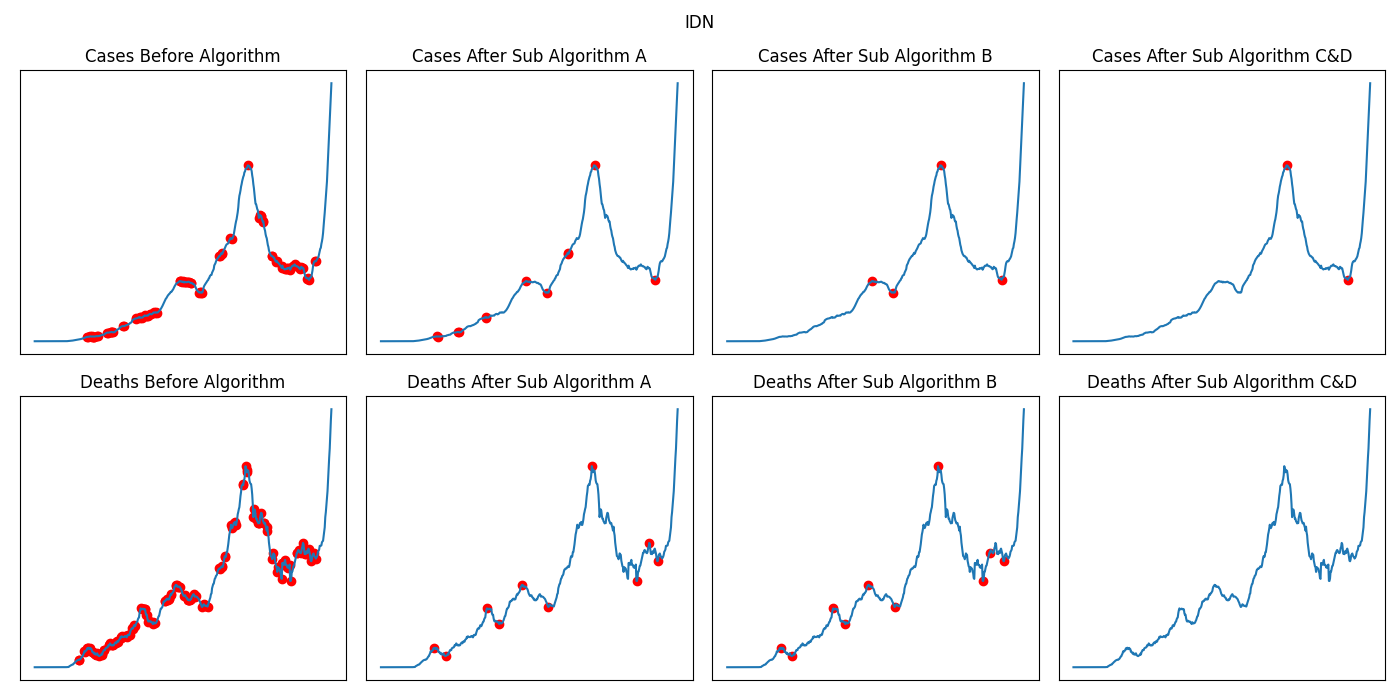 IDN
Cases Before Algorithm
Cases After Sub Algorithm A
Cases After Sub Algorithm B
Cases After Sub Algorithm C&D
Deaths Before Algorithm
Deaths After Sub Algorithm A
Deaths After Sub Algorithm B
Deaths After Sub Algorithm C&D